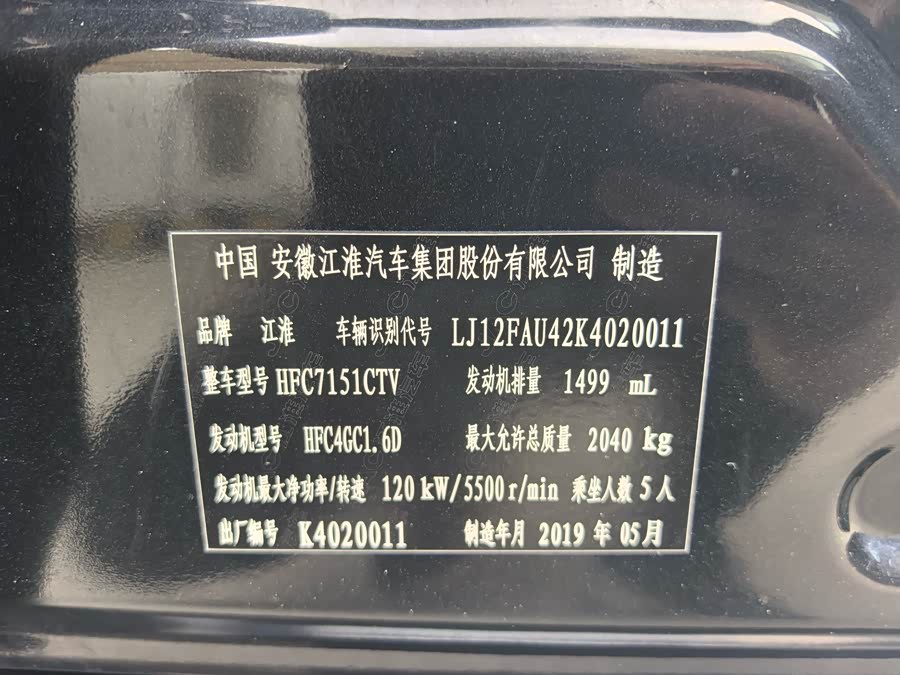 中国 安徽江淮汽车集团股份有限公司 制造
品牌 江淮 车辆识别代号 LJ12FAU42K4020011
整车型号 HFC7151CTV 发动机排量 1499 mL
发动机型号 HFC4GC1.6D 最大允许总质量 2040 kg
发动机最大净功率/转速 120 kW/5500 r/min 乘坐人数 5 人
出厂编号 K4020011 制造年月 2019 年 05 月